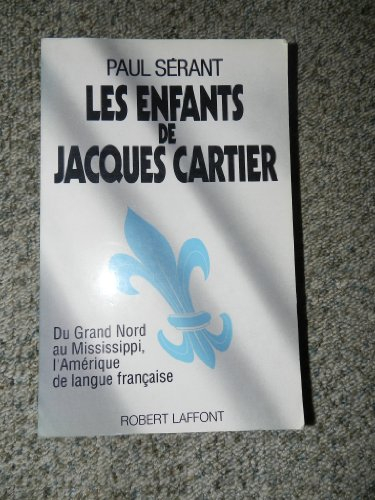 PAUL SÉRANT
LES ENFANTS
DE
JACQUES CARTIER
Du Grand Nord
au Mississippi,
l'Amérique
de langue française
ROBERT LAFFONT